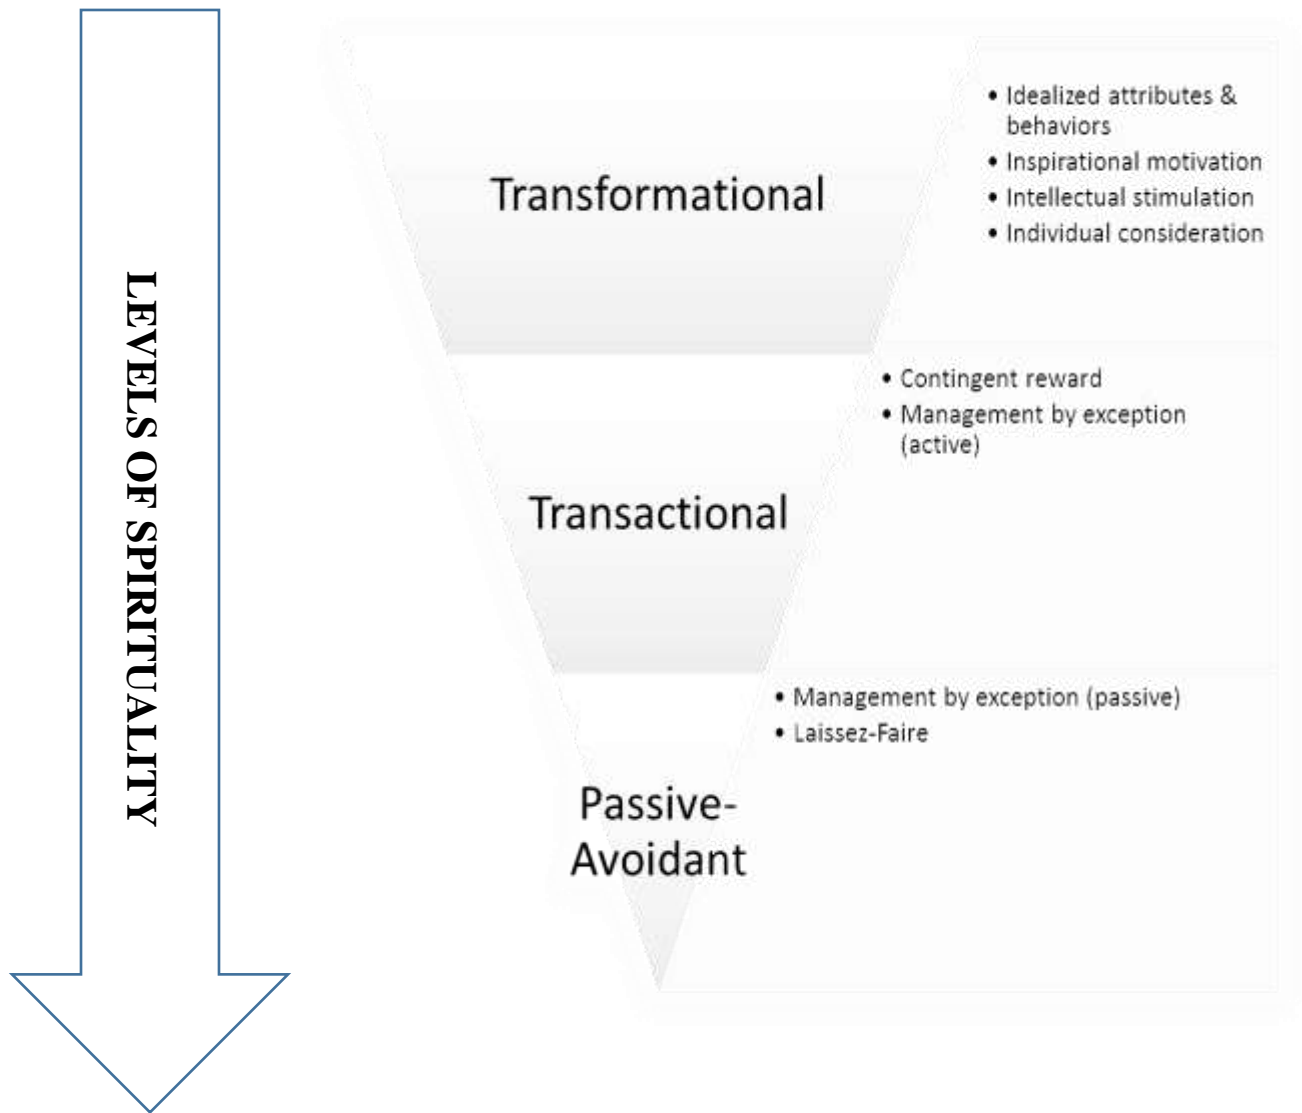 LEVELS OF SPIRITUALITY
Transformational
• Idealized attributes &
behaviors
• Inspirational motivation
• Intellectual stimulation
• Individual consideration
Transactional
• Contingent reward
• Management by exception
(active)
Passive-
Avoidant
• Management by exception (passive)
• Laissez-Faire